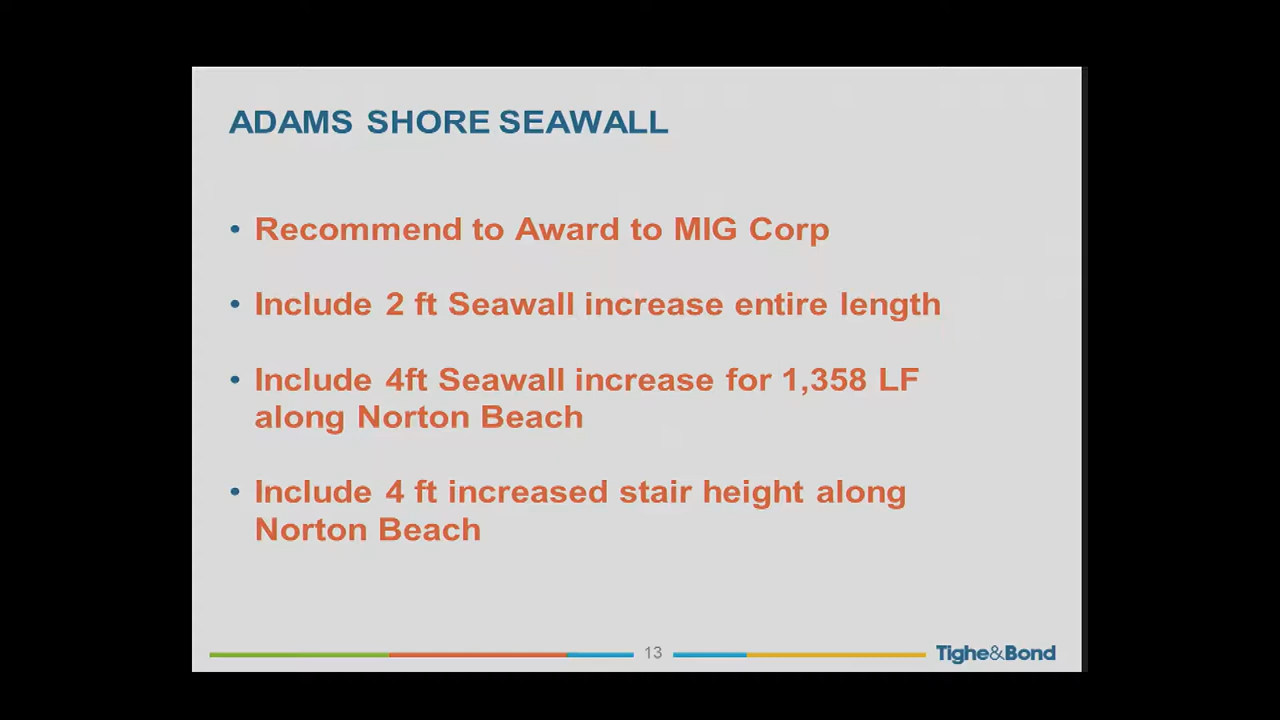 ADAMS SHORE SEAWALL
• Recommend to Award to MIG Corp
• Include 2 ft Seawall increase entire length
• Include 4ft Seawall increase for 1,358 LF
along Norton Beach
• Include 4 ft increased stair height along
Norton Beach
13
Tighe&Bond